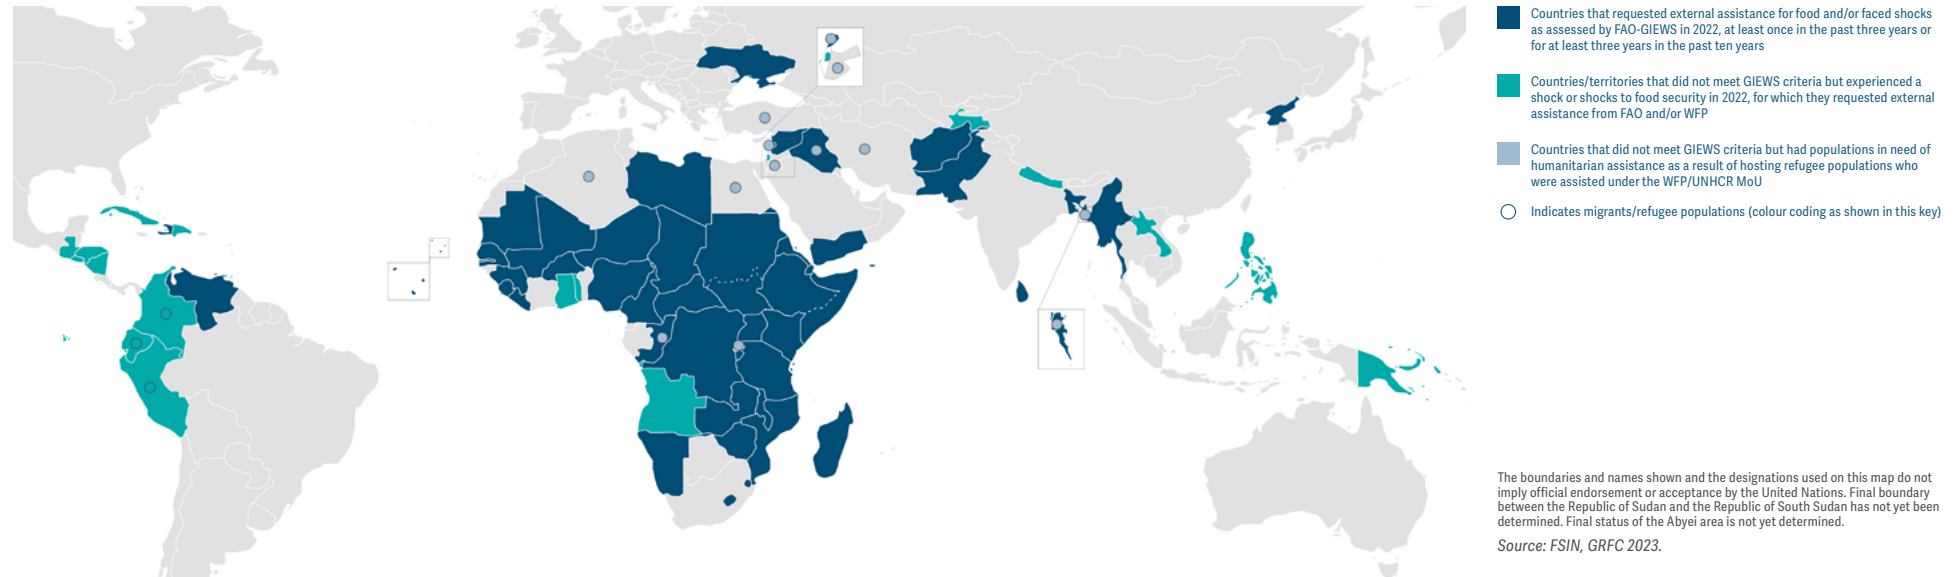 Countries that requested external assistance for food and/or faced shocks
as assessed by FAO-GIEWS in 2022, at least once in the past three years or
for at least three years in the past ten years
Countries/territories that did not meet GIEWS criteria but experienced a
shock or shocks to food security in 2022, for which they requested external
assistance from FAO and/or WFP
Countries that did not meet GIEWS criteria but had populations in need of
humanitarian assistance as a result of hosting refugee populations who
were assisted under the WFP/UNHCR MoU
Indicates migrants/refugee populations (colour coding as shown in this key)
The boundaries and names shown and the designations used on this map do not
imply official endorsement or acceptance by the United Nations. Final boundary
between the Republic of Sudan and the Republic of South Sudan has not yet been
determined. Final status of the Abyei area is not yet determined.
Source: FSIN, GRFC 2023.